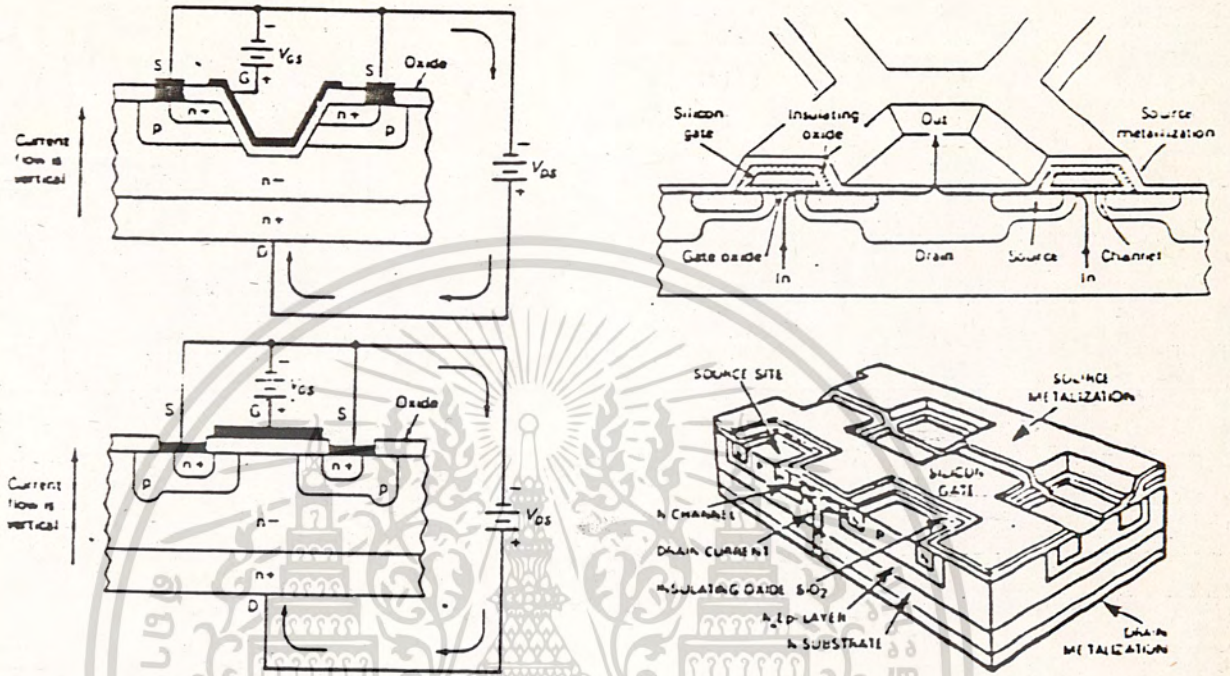 −
V_GS
+
S
G
S
Oxide
n+
n+
P
P
Current
flow is
vertical
n−
n+
−
V_DS
+
D
Silicon
gate
Insulating
oxide
Out
Source
metallization
Gate oxide
Drain
Source
Channel
In
In
−
GS
+
S
G
S
Oxide
n+
n+
P
P
Current
flow is
vertical
n−
n+
−
V_DS
+
D
SOURCE SITE
SOURCE
METALIZATION
SILICON
GATE
N CHANNEL
P
DRAIN CURRENT
INSULATING OXIDE SiO2
LAYER
N SUBSTRATE
DRAIN
METALIZATION